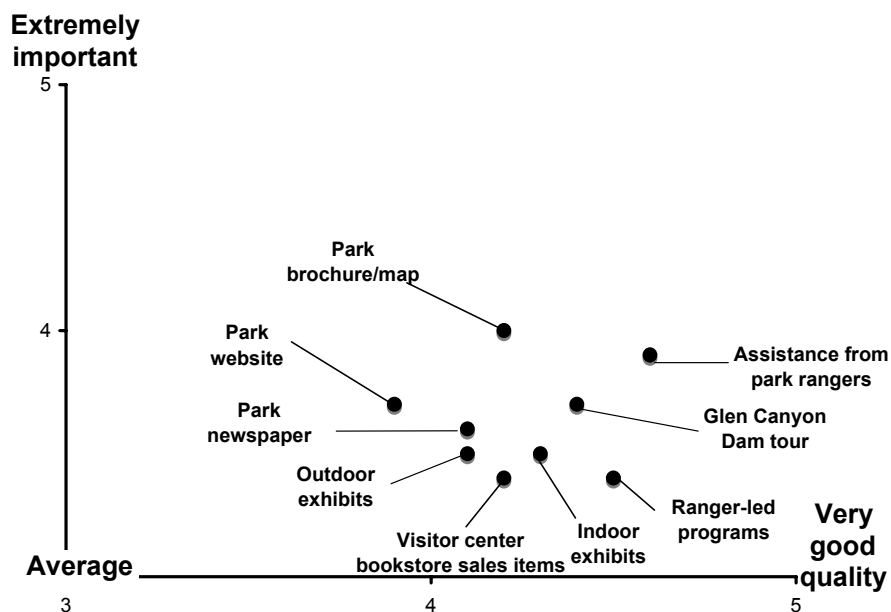 Extremely
important
5
Park
brochure/map
4
Park
website
Assistance from
park rangers
Park
newspaper
Glen Canyon
Dam tour
Outdoor
exhibits
Visitor center
bookstore sales items
Indoor
exhibits
Ranger-led
programs
Very
good
quality
Average
3
4
5